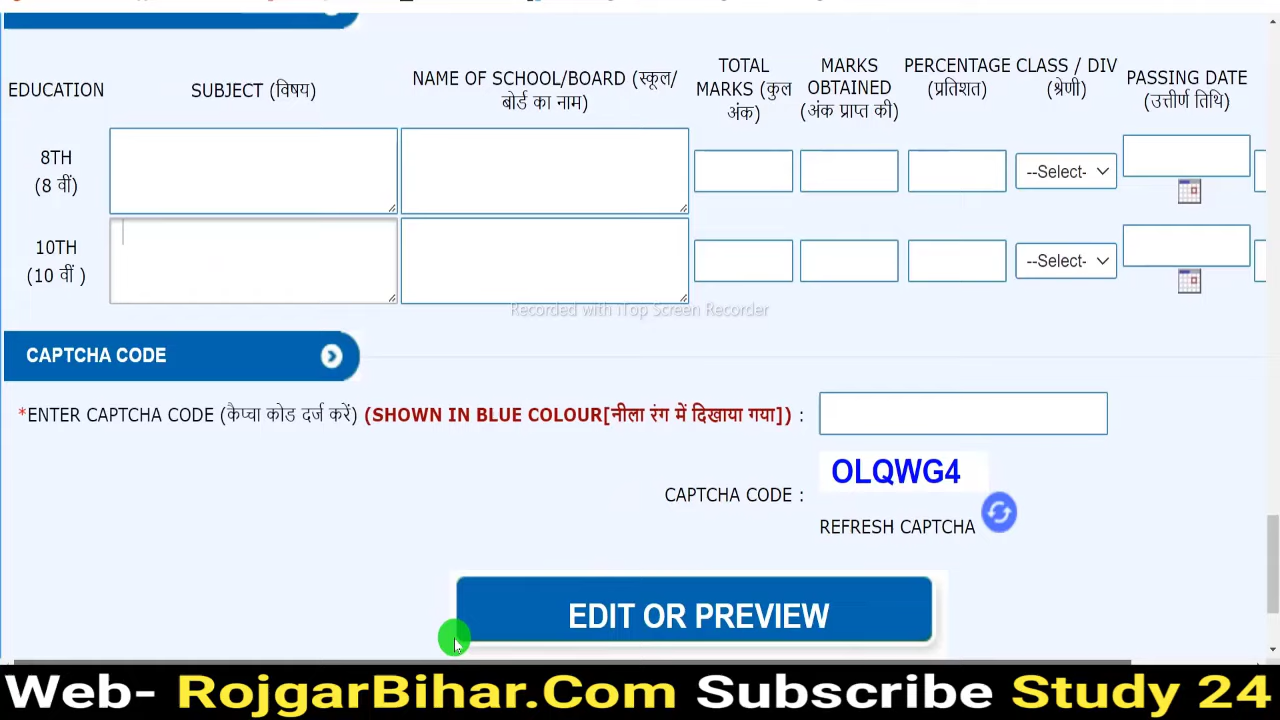 EDUCATION
SUBJECT (विषय)
NAME OF SCHOOL/BOARD (स्कूल/
बोर्ड का नाम)
TOTAL
MARKS (कुल
अंक)
MARKS
OBTAINED
(अंक प्राप्त की)
PERCENTAGE
(प्रतिशत)
CLASS / DIV
(श्रेणी)
PASSING DATE
(उत्तीर्ण तिथि)
8TH
(8 वीं)
--Select-
10TH
(10 वीं )
--Select-
Recorded with iTop Screen Recorder
CAPTCHA CODE
*ENTER CAPTCHA CODE (कैप्चा कोड दर्ज करें) (SHOWN IN BLUE COLOUR[नीला रंग में दिखाया गया]) :
OLQWG4
CAPTCHA CODE :
REFRESH CAPTCHA
EDIT OR PREVIEW
Web- RojgarBihar.Com Subscribe Study 24